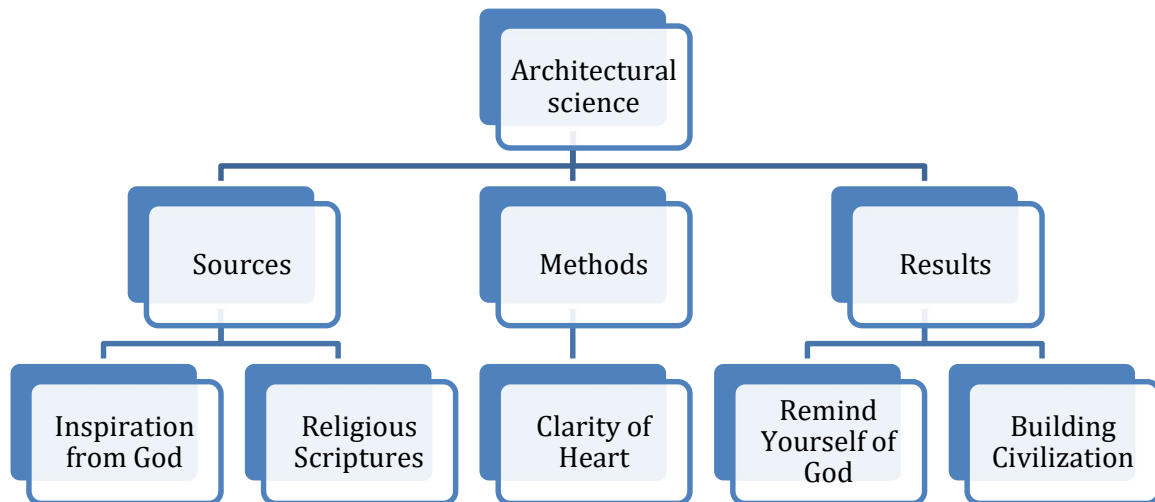 Architectural
science
Sources
Methods
Results
Inspiration
from God
Religious
Scriptures
Clarity of
Heart
Remind
Yourself of
God
Building
Civilization